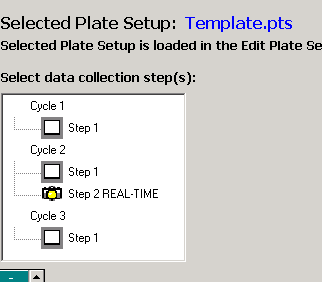 Selected Plate Setup: Template.pts
Selected Plate Setup is loaded in the Edit Plate Se
Select data collection step(s):
Cycle 1
Step 1
Cycle 2
Step 1
Step 2 REAL-TIME
Cycle 3
Step 1